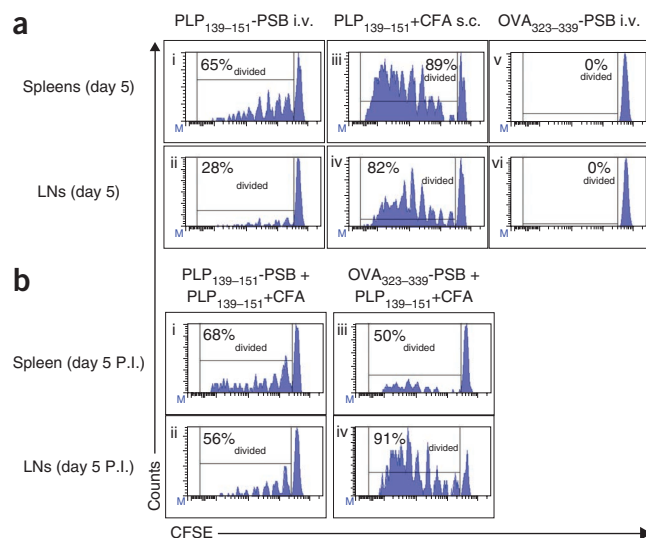 a
PLP139–151-PSB i.v.
PLP139–151+CFA s.c.
OVA323–339-PSB i.v.
Spleens (day 5)
i
65%
divided
M
iii
89%
divided
v
0%
divided
M
LNs (day 5)
ii
28%
divided
M
iv
82%
divided
M
vi
0%
divided
M
b
PLP139–151-PSB +
PLP139–151+CFA
OVA323–339-PSB +
PLP139–151+CFA
Spleen (day 5 P.I.)
i
68%
divided
M
iii
50%
divided
M
LNs (day 5 P.I.)
ii
56%
divided
M
iv
91%
divided
M
Counts
CFSE